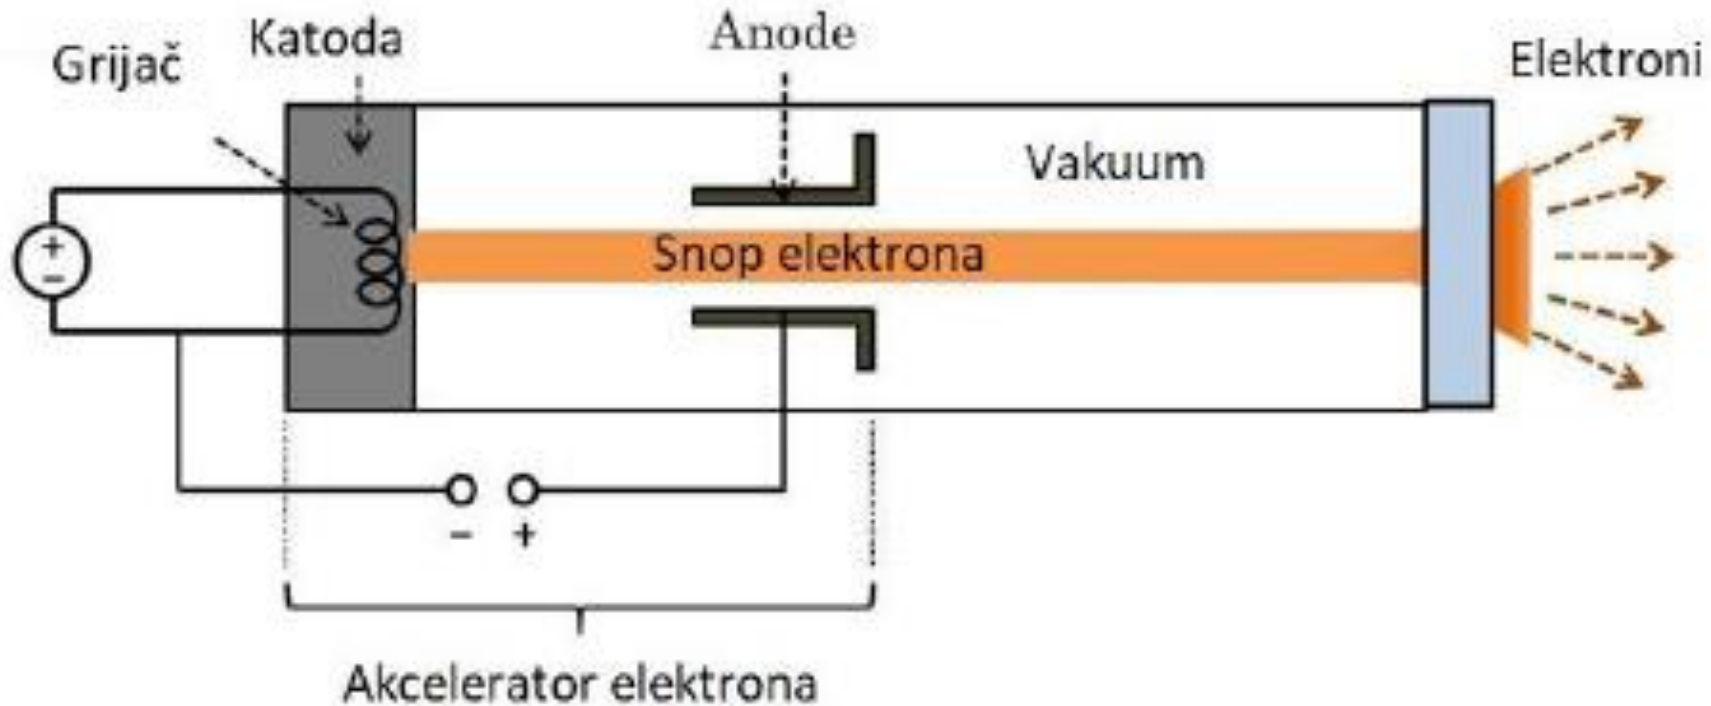 Grijač
Katoda
Anode
Elektroni
Vakuum
Snop elektrona
+
−
− +
Akcelerator elektrona